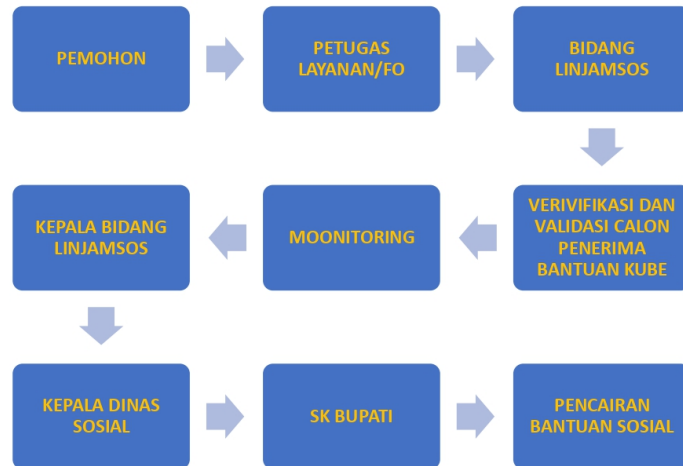 PEMOHON
PETUGAS
LAYANAN/FO
BIDANG
LINJAMSOS
VERIVIFIKASI DAN
VALIDASI CALON
PENERIMA
BANTUAN KUBE
MOONITORING
KEPALA BIDANG
LINJAMSOS
KEPALA DINAS
SOSIAL
SK BUPATI
PENCAIRAN
BANTUAN SOSIAL